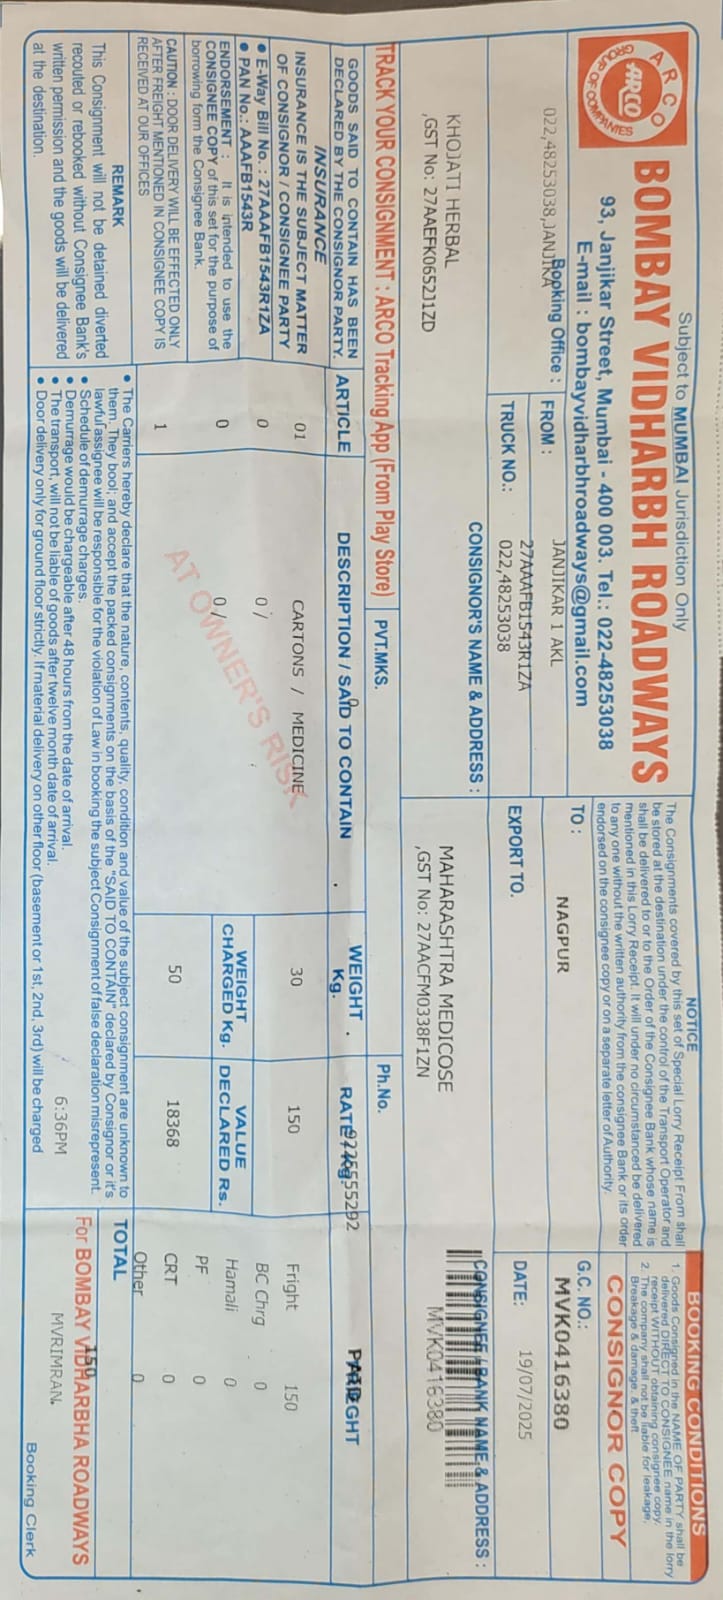 Subject to MUMBAI Jurisdiction Only
ARCO
GROUP OF COMPANIES
ARCO
BOMBAY VIDHARBH ROADWAYS
93, Janjikar Street, Mumbai - 400 003. Tel.: 022-48253038
E-mail : bombayvidharbhroadways@gmail.com
NOTICE
The Consignments covered by this set of Special Lorry Receipt From shall
be stored at the destination under the control of the Transport Operator and
shall be delivered to or to the Order of the Consignee Bank whose name is
mentioned in this Lorry Receipt. It will under no circumstanced be delivered
to any one without the written authority from the consignee Bank or its order
endorsed on the consignee copy or on a separate letter of Authority.
BOOKING CONDITIONS
1. Goods Consigned in the NAME OF PARTY shall be
delivered DIRECT TO CONSIGNEE name in the lorry
receipt WITHOUT obtaining consignee copy.
2. The company shall not be liable for leakage,
Breakage & damage. & theft
CONSIGNOR COPY
Booking Office :
022,48253038,JANJIKA
FROM :
JANJIKAR 1 AKL
27AAAFB1543R1ZA
TRUCK NO.:
022,48253038
TO :
NAGPUR
EXPORT TO.
G.C. NO.:
MVK0416380
DATE:
19/07/2025
CONSIGNOR'S NAME & ADDRESS :
KHOJATI HERBAL
,GST No: 27AAEFK0652J1ZD
CONSIGNEE / BANK NAME & ADDRESS :
MVK0416380
MAHARASHTRA MEDICOSE
,GST No: 27AACFM0338F1ZN
TRACK YOUR CONSIGNMENT : ARCO Tracking App (From Play Store)
PVT.MKS.
Ph.No.
9225555292
GOODS SAID TO CONTAIN HAS BEEN
DECLARED BY THE CONSIGNOR PARTY.
INSURANCE
INSURANCE IS THE SUBJECT MATTER
OF CONSIGNOR / CONSIGNEE PARTY
• E-Way Bill No. : 27AAAFB1543R1ZA
• PAN No.: AAAFB1543R
ENDORSEMENT : It is intended to use the
CONSIGNEE COPY of this set for the purpose of
borrowing form the Consignee Bank.
CAUTION : DOOR DELIVERY WILL BE EFFECTED ONLY
AFTER FREIGHT MENTIONED IN CONSIGNEE COPY IS
RECEIVED AT OUR OFFICES
REMARK
This Consignment will not be detained diverted
recouted or rebooked without Consignee Bank's
written permission and the goods will be delivered
at the destination.
ARTICLE
DESCRIPTION / SAID TO CONTAIN
WEIGHT Kg.
RATE / Kg.
FREIGHT
PAID
01
CARTONS / MEDICINE
30
150
Fright 150
0
0 /
BC Chrg 0
0
0 /
WEIGHT
CHARGED Kg.
VALUE
DECLARED Rs.
Hamali 0
PF 0
1
50
18368
CRT 0
Other 0
AT OWNER'S RISK
TOTAL
150
• The Carriers hereby declare that the nature, contents, quality, condition and value of the subject consignment are unknown to
them. They bool; and accept the packed consignments on the basis of the "SAID TO CONTAIN" declared by Consignor or it's
lawful assignee will be responsible for the violation of Law in booking the subject Consignment of false declaration misrepresent.
• Schedule of demurrage charges.
• Demurrage would be chargeable after 48 hours from the date of arrival.
• The transport, will not be liable of goods after twelve month date of arrival.
• Door delivery only for ground floor strictly. If material delivery on other floor (basement or 1st, 2nd, 3rd) will be charged
6:36PM
For BOMBAY VIDHARBHA ROADWAYS
MVRIMRAN.
Booking Clerk